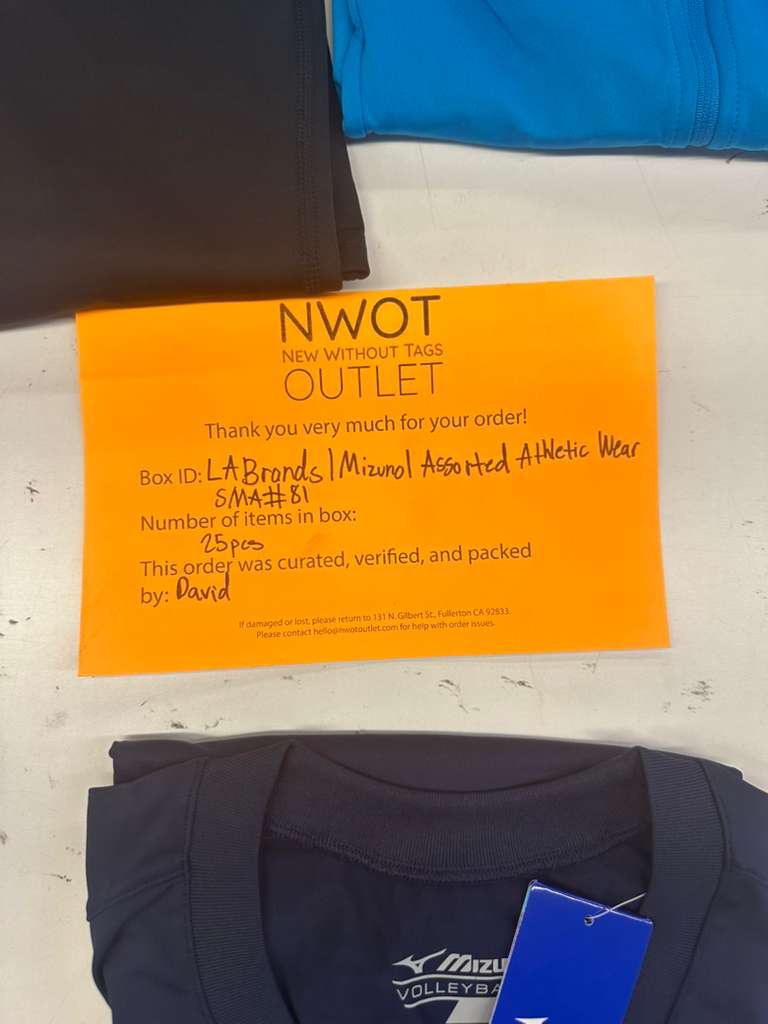 NWOT
NEW WITHOUT TAGS
OUTLET
Thank you very much for your order!
Box ID: LA Brands | Mizuno | Assorted Athletic Wear
SMA#81
Number of items in box:
25pcs
This order was curated, verified, and packed
by: David
If damaged or lost, please return to 131 N. Gilbert St., Fullerton CA 92833.
Please contact hello@nwotoutlet.com for help with order issues.
MIZU
VOLLEYBA